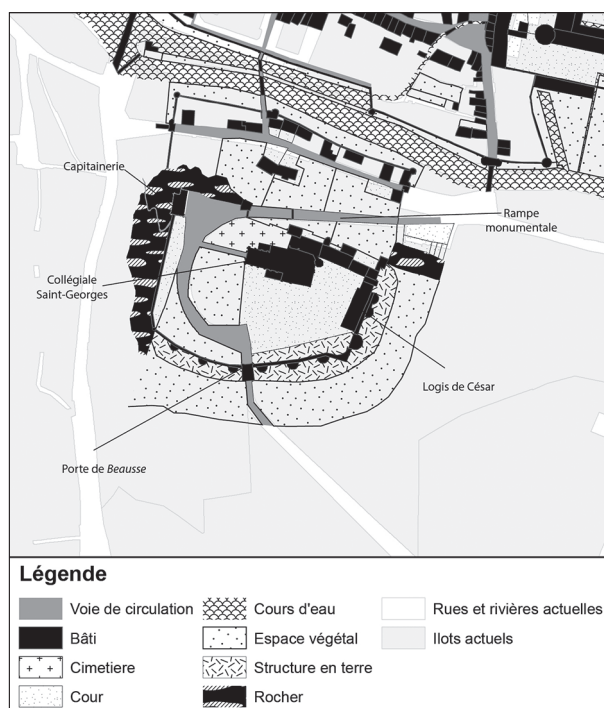 Capitainerie
Rampe
monumentale
Collégiale
Saint-Georges
Logis de César
Porte de Beausse
Légende
Voie de circulation
Cours d'eau
Rues et rivières actuelles
Bâti
Espace végétal
Ilots actuels
Cimetiere
Structure en terre
Cour
Rocher